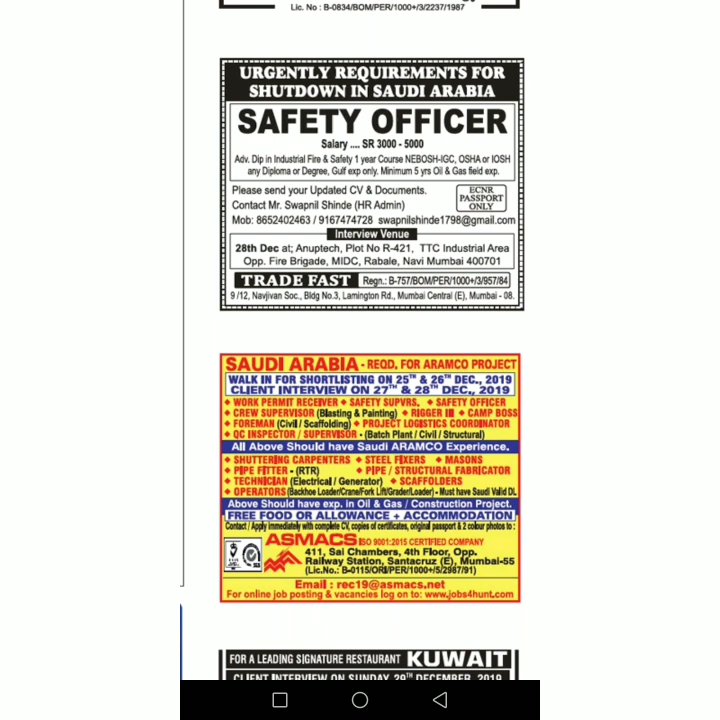 Lic. No : B-0834/BOM/PER/1000+/3/2237/1987
URGENTLY REQUIREMENTS FOR
SHUTDOWN IN SAUDI ARABIA
SAFETY OFFICER
Salary .... SR 3000 - 5000
Adv. Dip in Industrial Fire & Safety 1 year Course NEBOSH-IGC, OSHA or IOSH
any Diploma or Degree, Gulf exp only. Minimum 5 yrs Oil & Gas field exp.
Please send your Updated CV & Documents.
Contact Mr. Swapnil Shinde (HR Admin)
ECNR
PASSPORT
ONLY
Mob: 8652402463 / 9167474728 swapnilshinde1798@gmail.com
Interview Venue
28th Dec at; Anuptech, Plot No R-421, TTC Industrial Area
Opp. Fire Brigade, MIDC, Rabale, Navi Mumbai 400701
TRADE FAST Regn.: B-757/BOM/PER/1000+/3/957/84
9 /12, Navjivan Soc., Bldg No.3, Lamington Rd., Mumbai Central (E), Mumbai - 08.
SAUDI ARABIA - REQD. FOR ARAMCO PROJECT
WALK IN FOR SHORTLISTING ON 25TH & 26TH DEC., 2019
CLIENT INTERVIEW ON 27TH & 28TH DEC., 2019
◆ WORK PERMIT RECEIVER ◆ SAFETY SUPVRS. ◆ SAFETY OFFICER
◆ CREW SUPERVISOR (Blasting & Painting) ◆ RIGGER III ◆ CAMP BOSS
◆ FOREMAN (Civil / Scaffolding) ◆ PROJECT LOGISTICS COORDINATOR
◆ QC INSPECTOR / SUPERVISOR - (Batch Plant / Civil / Structural)
All Above Should have Saudi ARAMCO Experience.
◆ SHUTTERING CARPENTERS ◆ STEEL FIXERS ◆ MASONS
◆ PIPE FITTER - (RTR) ◆ PIPE / STRUCTURAL FABRICATOR
◆ TECHNICIAN (Electrical / Generator) ◆ SCAFFOLDERS
◆ OPERATORS (Backhoe Loader/Crane/Fork Lift/Grader/Loader) - Must have Saudi Valid DL
Above Should have exp. in Oil & Gas / Construction Project.
FREE FOOD OR ALLOWANCE + ACCOMMODATION
Contact / Apply immediately with complete CV, copies of certificates, original passport & 2 colour photos to :
ASMACS ISO 9001:2015 CERTIFIED COMPANY
411, Sai Chambers, 4th Floor, Opp.
Railway Station, Santacruz (E), Mumbai-55
(Lic.No.: B-0115/ORI/PER/1000+/5/2987/91)
Email : rec19@asmacs.net
For online job posting & vacancies log on to: www.jobs4hunt.com
FOR A LEADING SIGNATURE RESTAURANT KUWAIT
CLIENT INTERVIEW ON SUNDAY 29TH DECEMBER, 2019